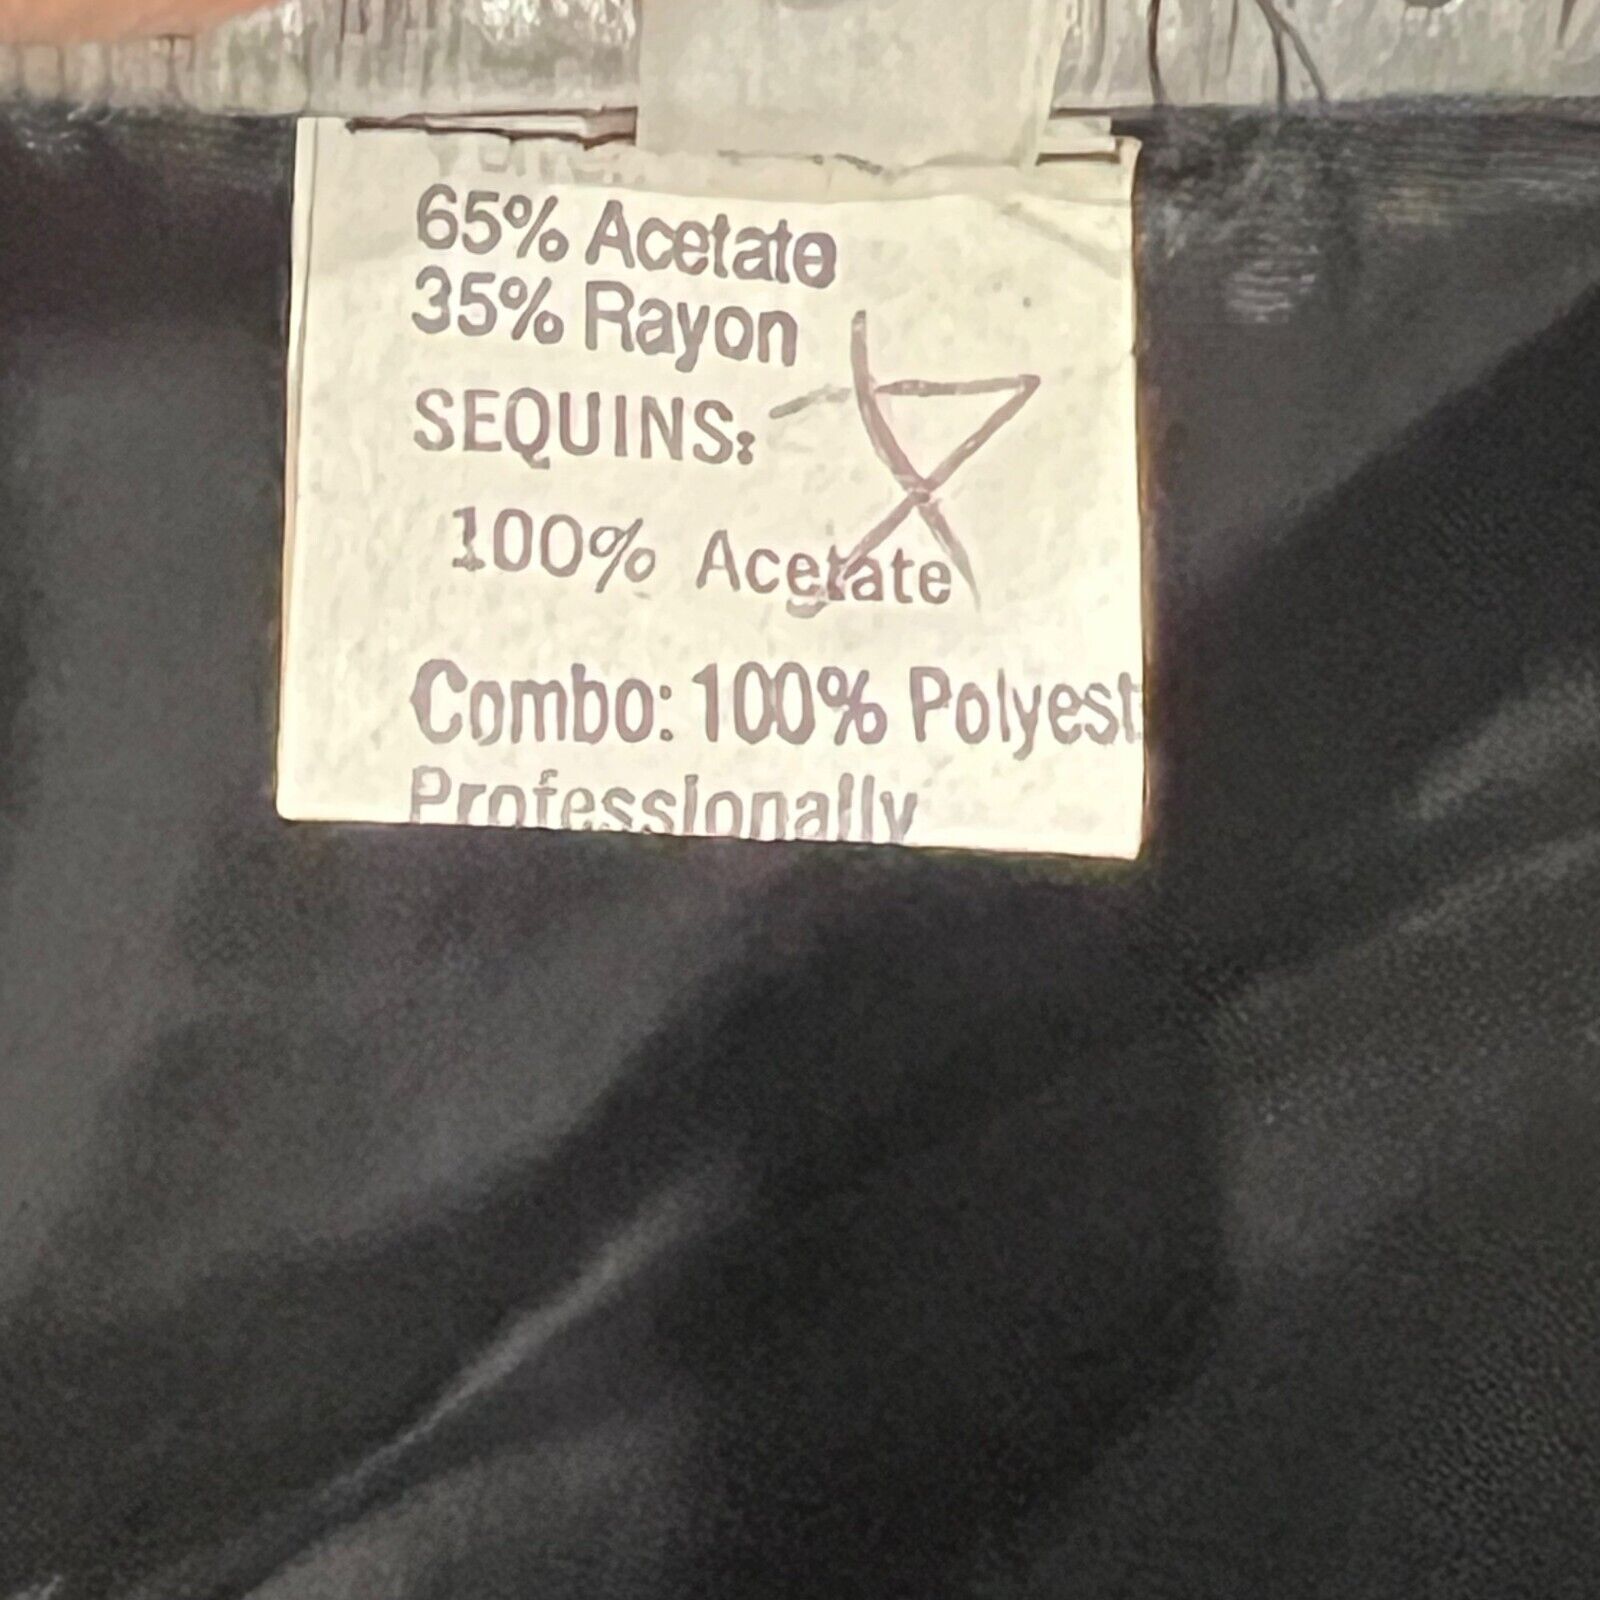 65% Acetate
35% Rayon
SEQUINS:
100% Acetate
Combo: 100% Polyest
Professionally